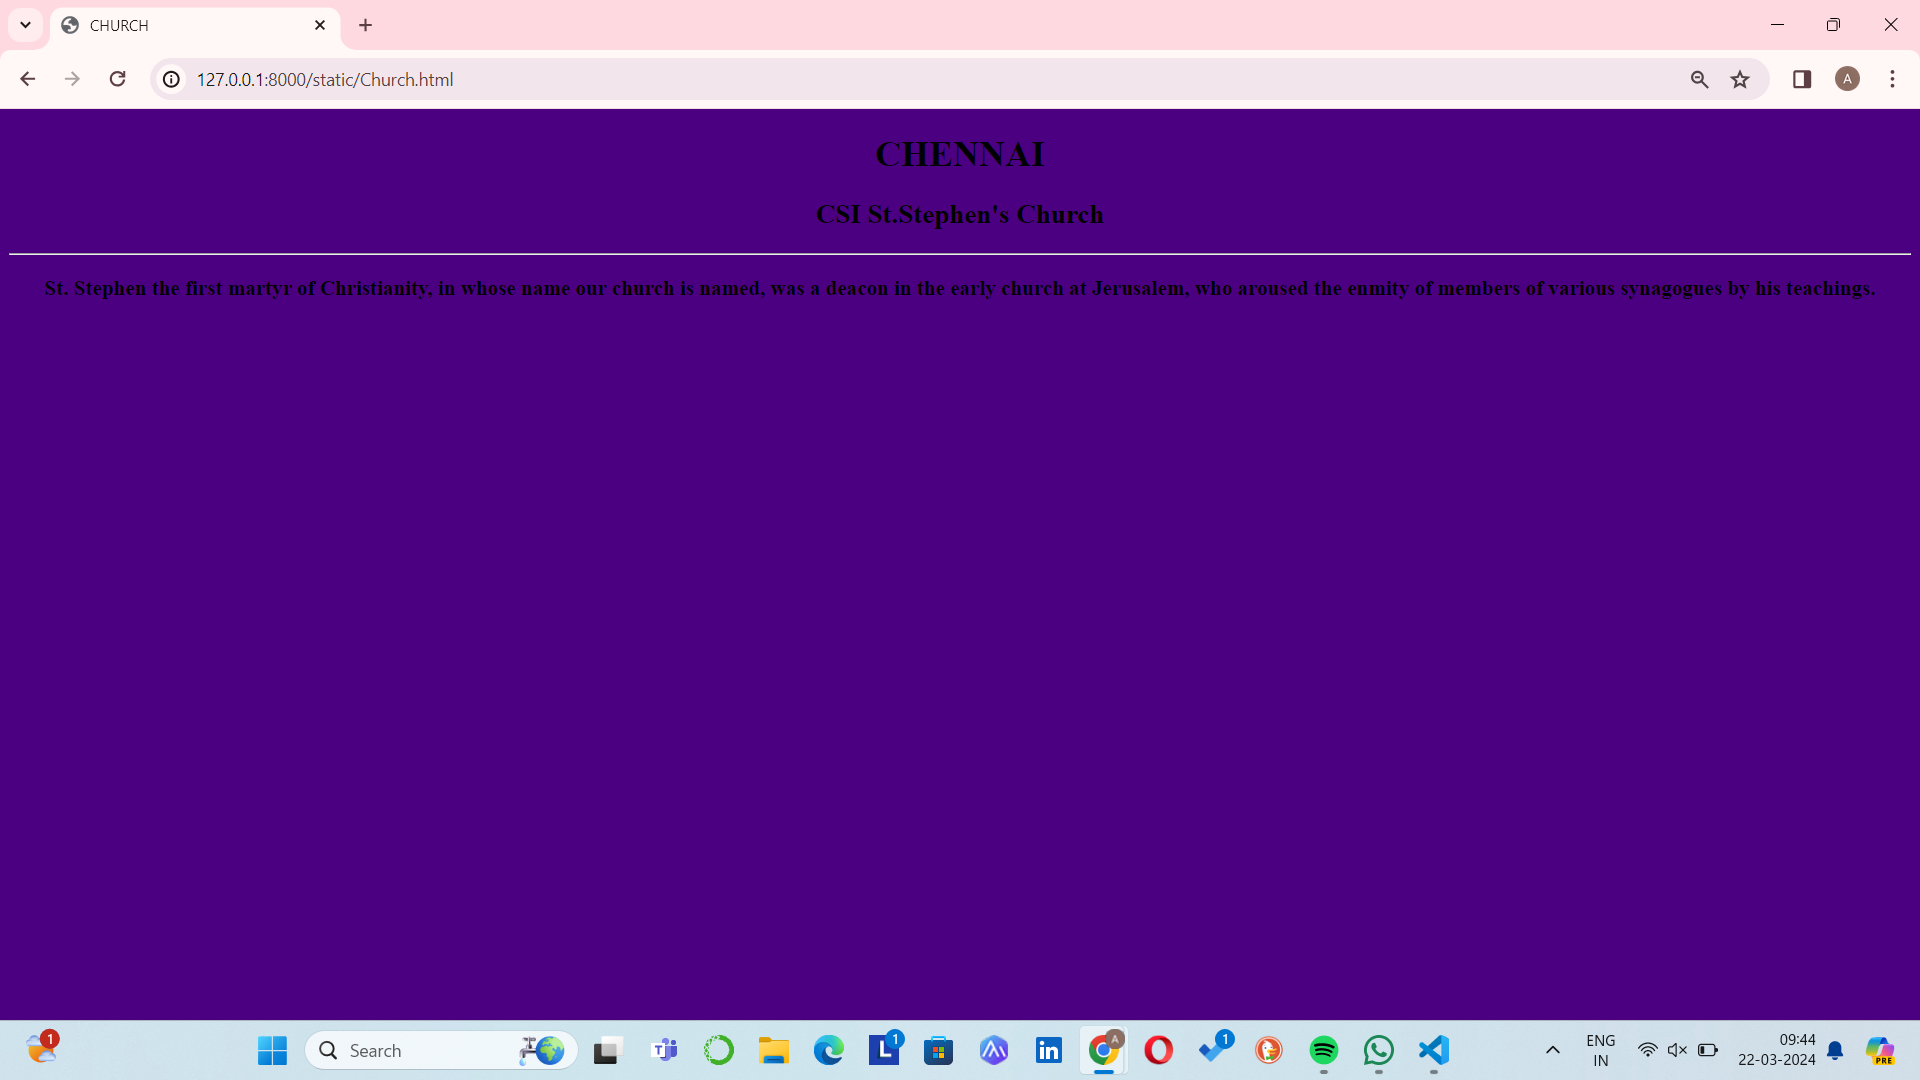 CHURCH
127.0.0.1:8000/static/Church.html
A
CHENNAI
CSI St.Stephen's Church
St. Stephen the first martyr of Christianity, in whose name our church is named, was a deacon in the early church at Jerusalem, who aroused the enmity of members of various synagogues by his teachings.
1
Search
T
L
1
in
A
1
PRE
ENG
IN
09:44
22-03-2024